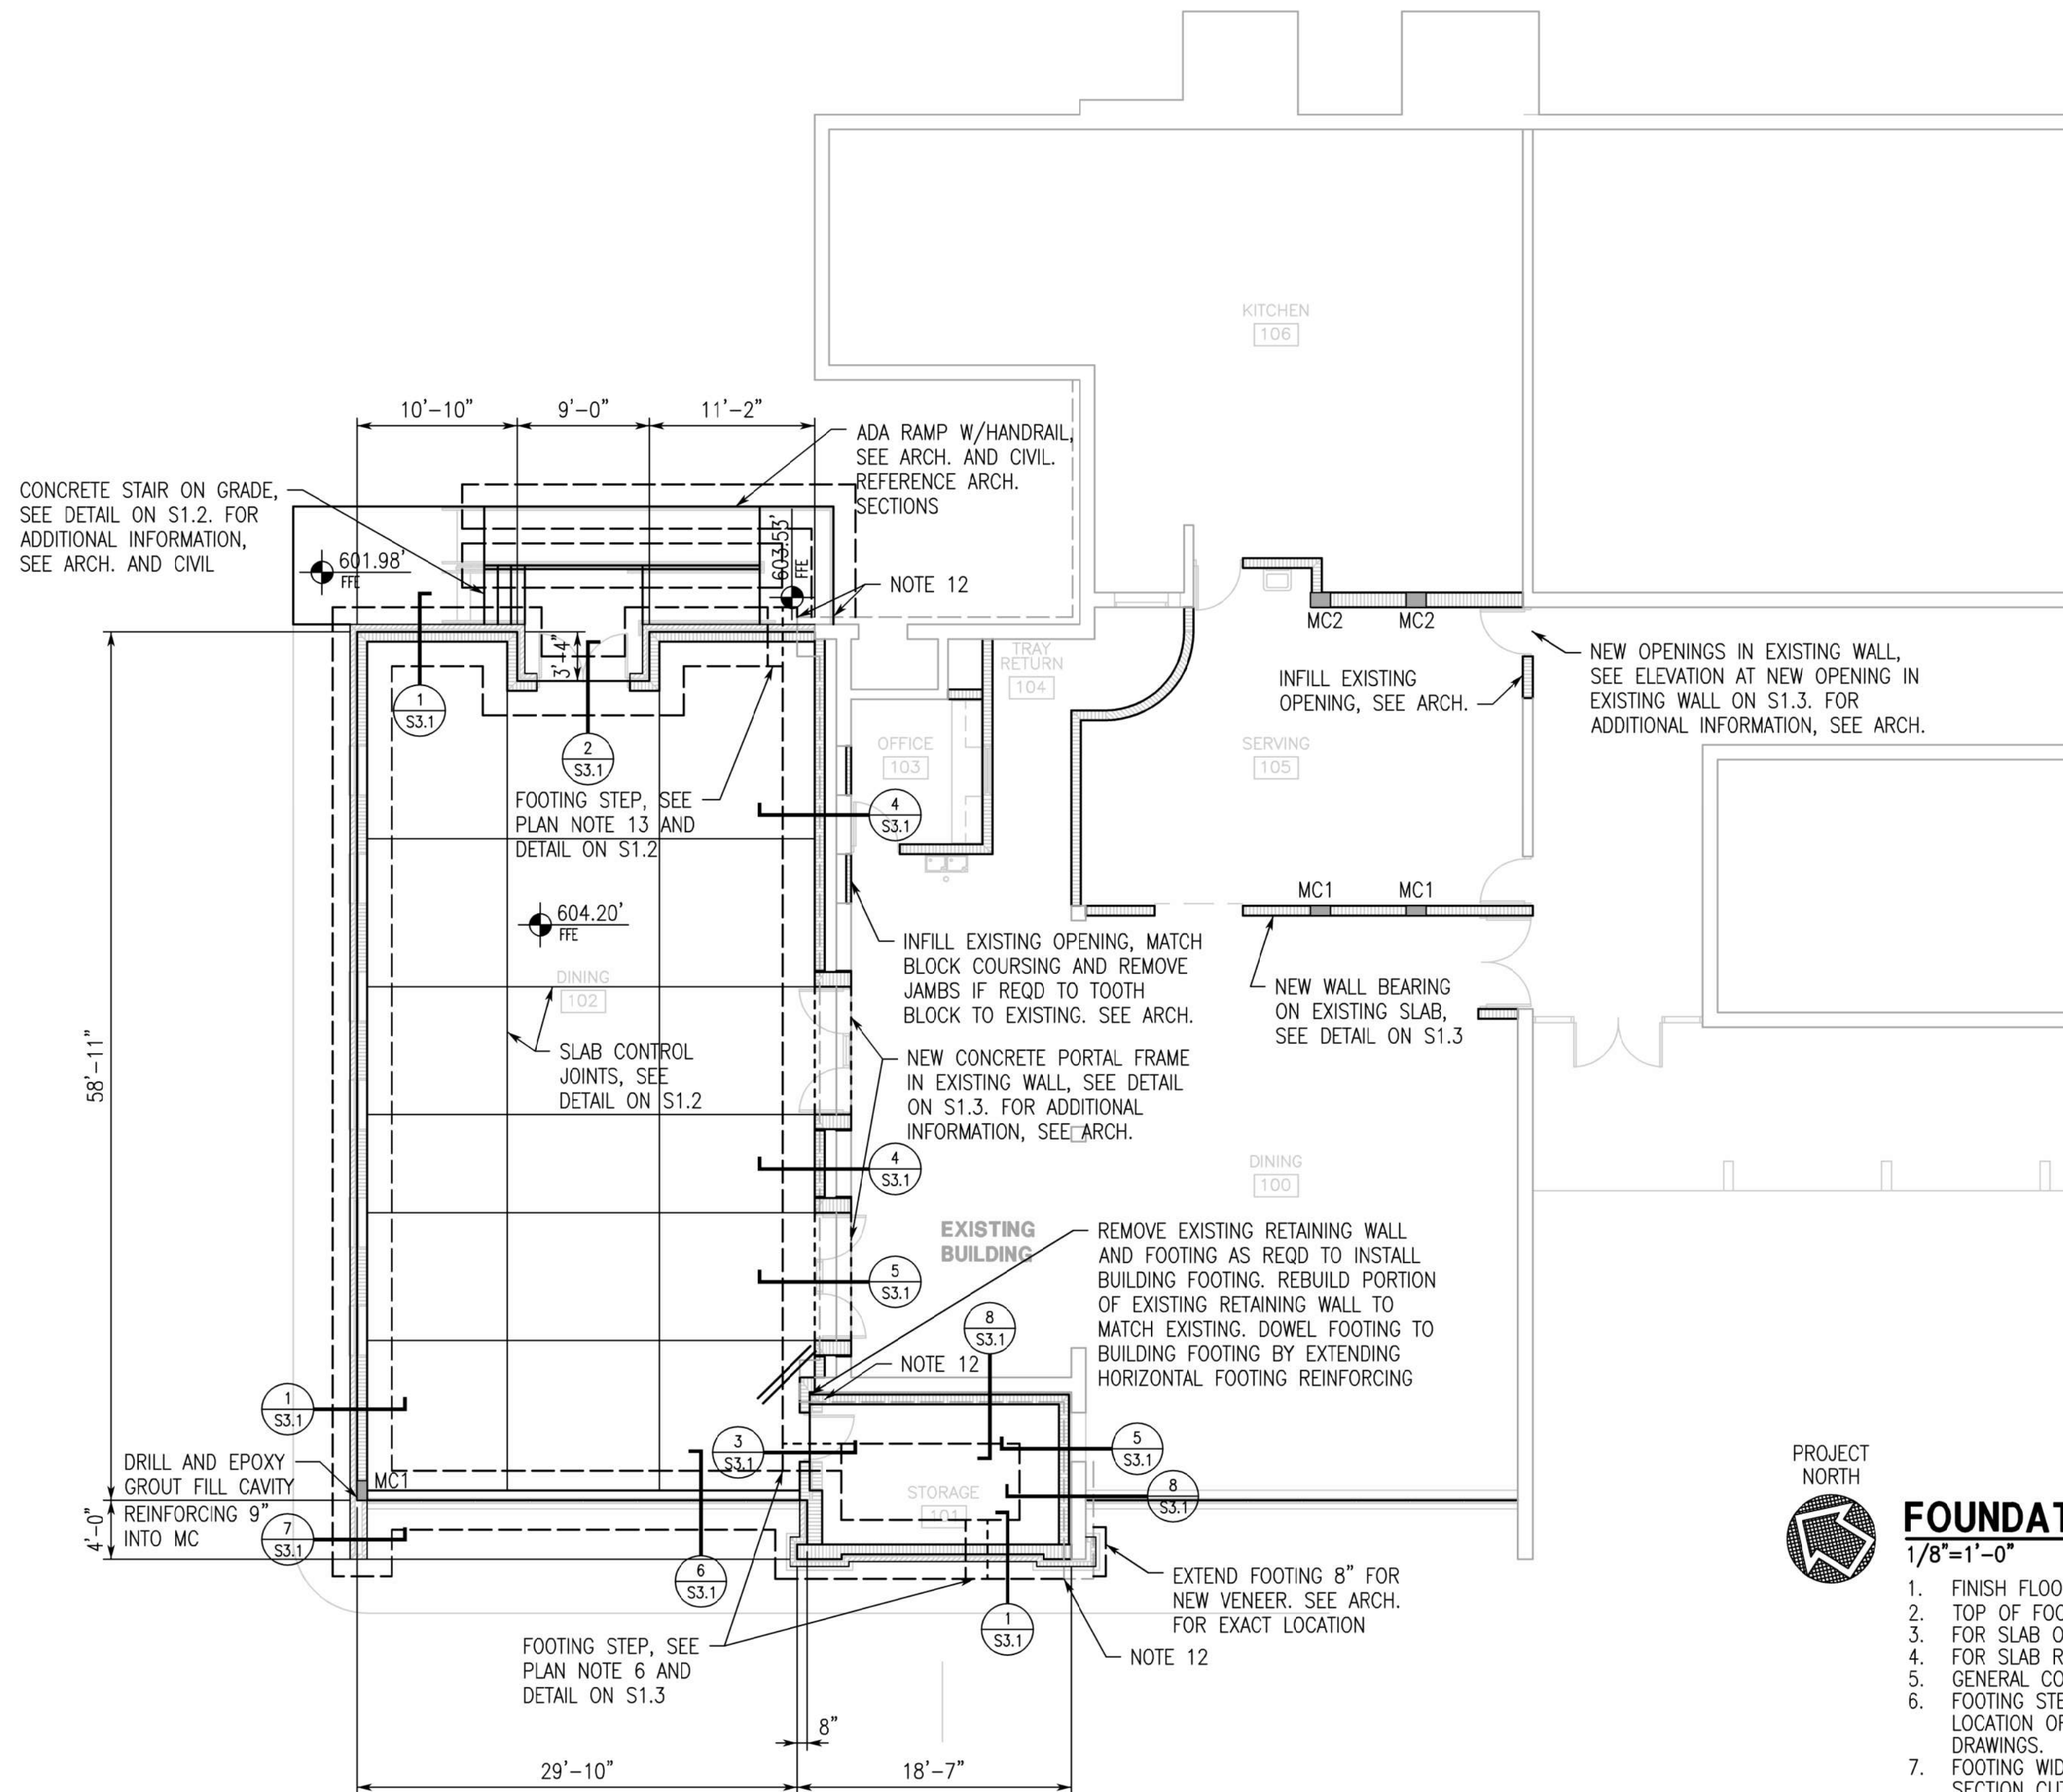 KITCHEN
106
10'-10"
9'-0"
11'-2"
ADA RAMP W/HANDRAIL,
SEE ARCH. AND CIVIL.
REFERENCE ARCH.
SECTIONS
CONCRETE STAIR ON GRADE,
SEE DETAIL ON S1.2. FOR
ADDITIONAL INFORMATION,
SEE ARCH. AND CIVIL
601.98'
FFE
603.53'
FFE
NOTE 12
3'-4"
1
S3.1
2
S3.1
TRAY
RETURN
104
MC2
MC2
INFILL EXISTING
OPENING, SEE ARCH.
NEW OPENINGS IN EXISTING WALL,
SEE ELEVATION AT NEW OPENING IN
EXISTING WALL ON S1.3. FOR
ADDITIONAL INFORMATION, SEE ARCH.
OFFICE
103
SERVING
105
FOOTING STEP, SEE
PLAN NOTE 13 AND
DETAIL ON S1.2
4
S3.1
MC1
MC1
604.20'
FFE
DINING
102
INFILL EXISTING OPENING, MATCH
BLOCK COURSING AND REMOVE
JAMBS IF REQD TO TOOTH
BLOCK TO EXISTING. SEE ARCH.
NEW WALL BEARING
ON EXISTING SLAB,
SEE DETAIL ON S1.3
58'-11"
SLAB CONTROL
JOINTS, SEE
DETAIL ON S1.2
NEW CONCRETE PORTAL FRAME
IN EXISTING WALL, SEE DETAIL
ON S1.3. FOR ADDITIONAL
INFORMATION, SEE ARCH.
4
S3.1
DINING
100
EXISTING
BUILDING
5
S3.1
REMOVE EXISTING RETAINING WALL
AND FOOTING AS REQD TO INSTALL
BUILDING FOOTING. REBUILD PORTION
OF EXISTING RETAINING WALL TO
MATCH EXISTING. DOWEL FOOTING TO
BUILDING FOOTING BY EXTENDING
HORIZONTAL FOOTING REINFORCING
8
S3.1
NOTE 12
1
S3.1
3
S3.1
5
S3.1
DRILL AND EPOXY
GROUT FILL CAVITY
REINFORCING 9"
INTO MC
MC1
4'-0"
7
S3.1
STORAGE
101
8
S3.1
6
S3.1
1
S3.1
EXTEND FOOTING 8" FOR
NEW VENEER. SEE ARCH.
FOR EXACT LOCATION
NOTE 12
FOOTING STEP, SEE
PLAN NOTE 6 AND
DETAIL ON S1.3
8"
29'-10"
18'-7"
PROJECT
NORTH
FOUNDAT
1/8"=1'-0"
1. FINISH FLOO
2. TOP OF FOO
3. FOR SLAB O
4. FOR SLAB R
5. GENERAL CO
6. FOOTING STE
LOCATION OF
DRAWINGS.
7. FOOTING WID
SECTION CUT